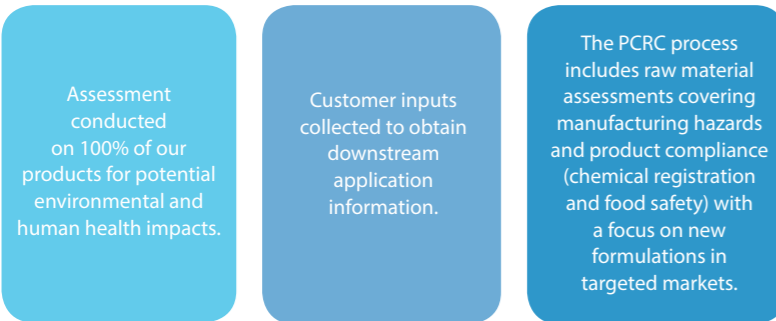 Assessment
conducted
on 100% of our
products for potential
environmental and
human health impacts.
Customer inputs
collected to obtain
downstream
application
information.
The PCRC process
includes raw material
assessments covering
manufacturing hazards
and product compliance
(chemical registration
and food safety) with
a focus on new
formulations in
targeted markets.